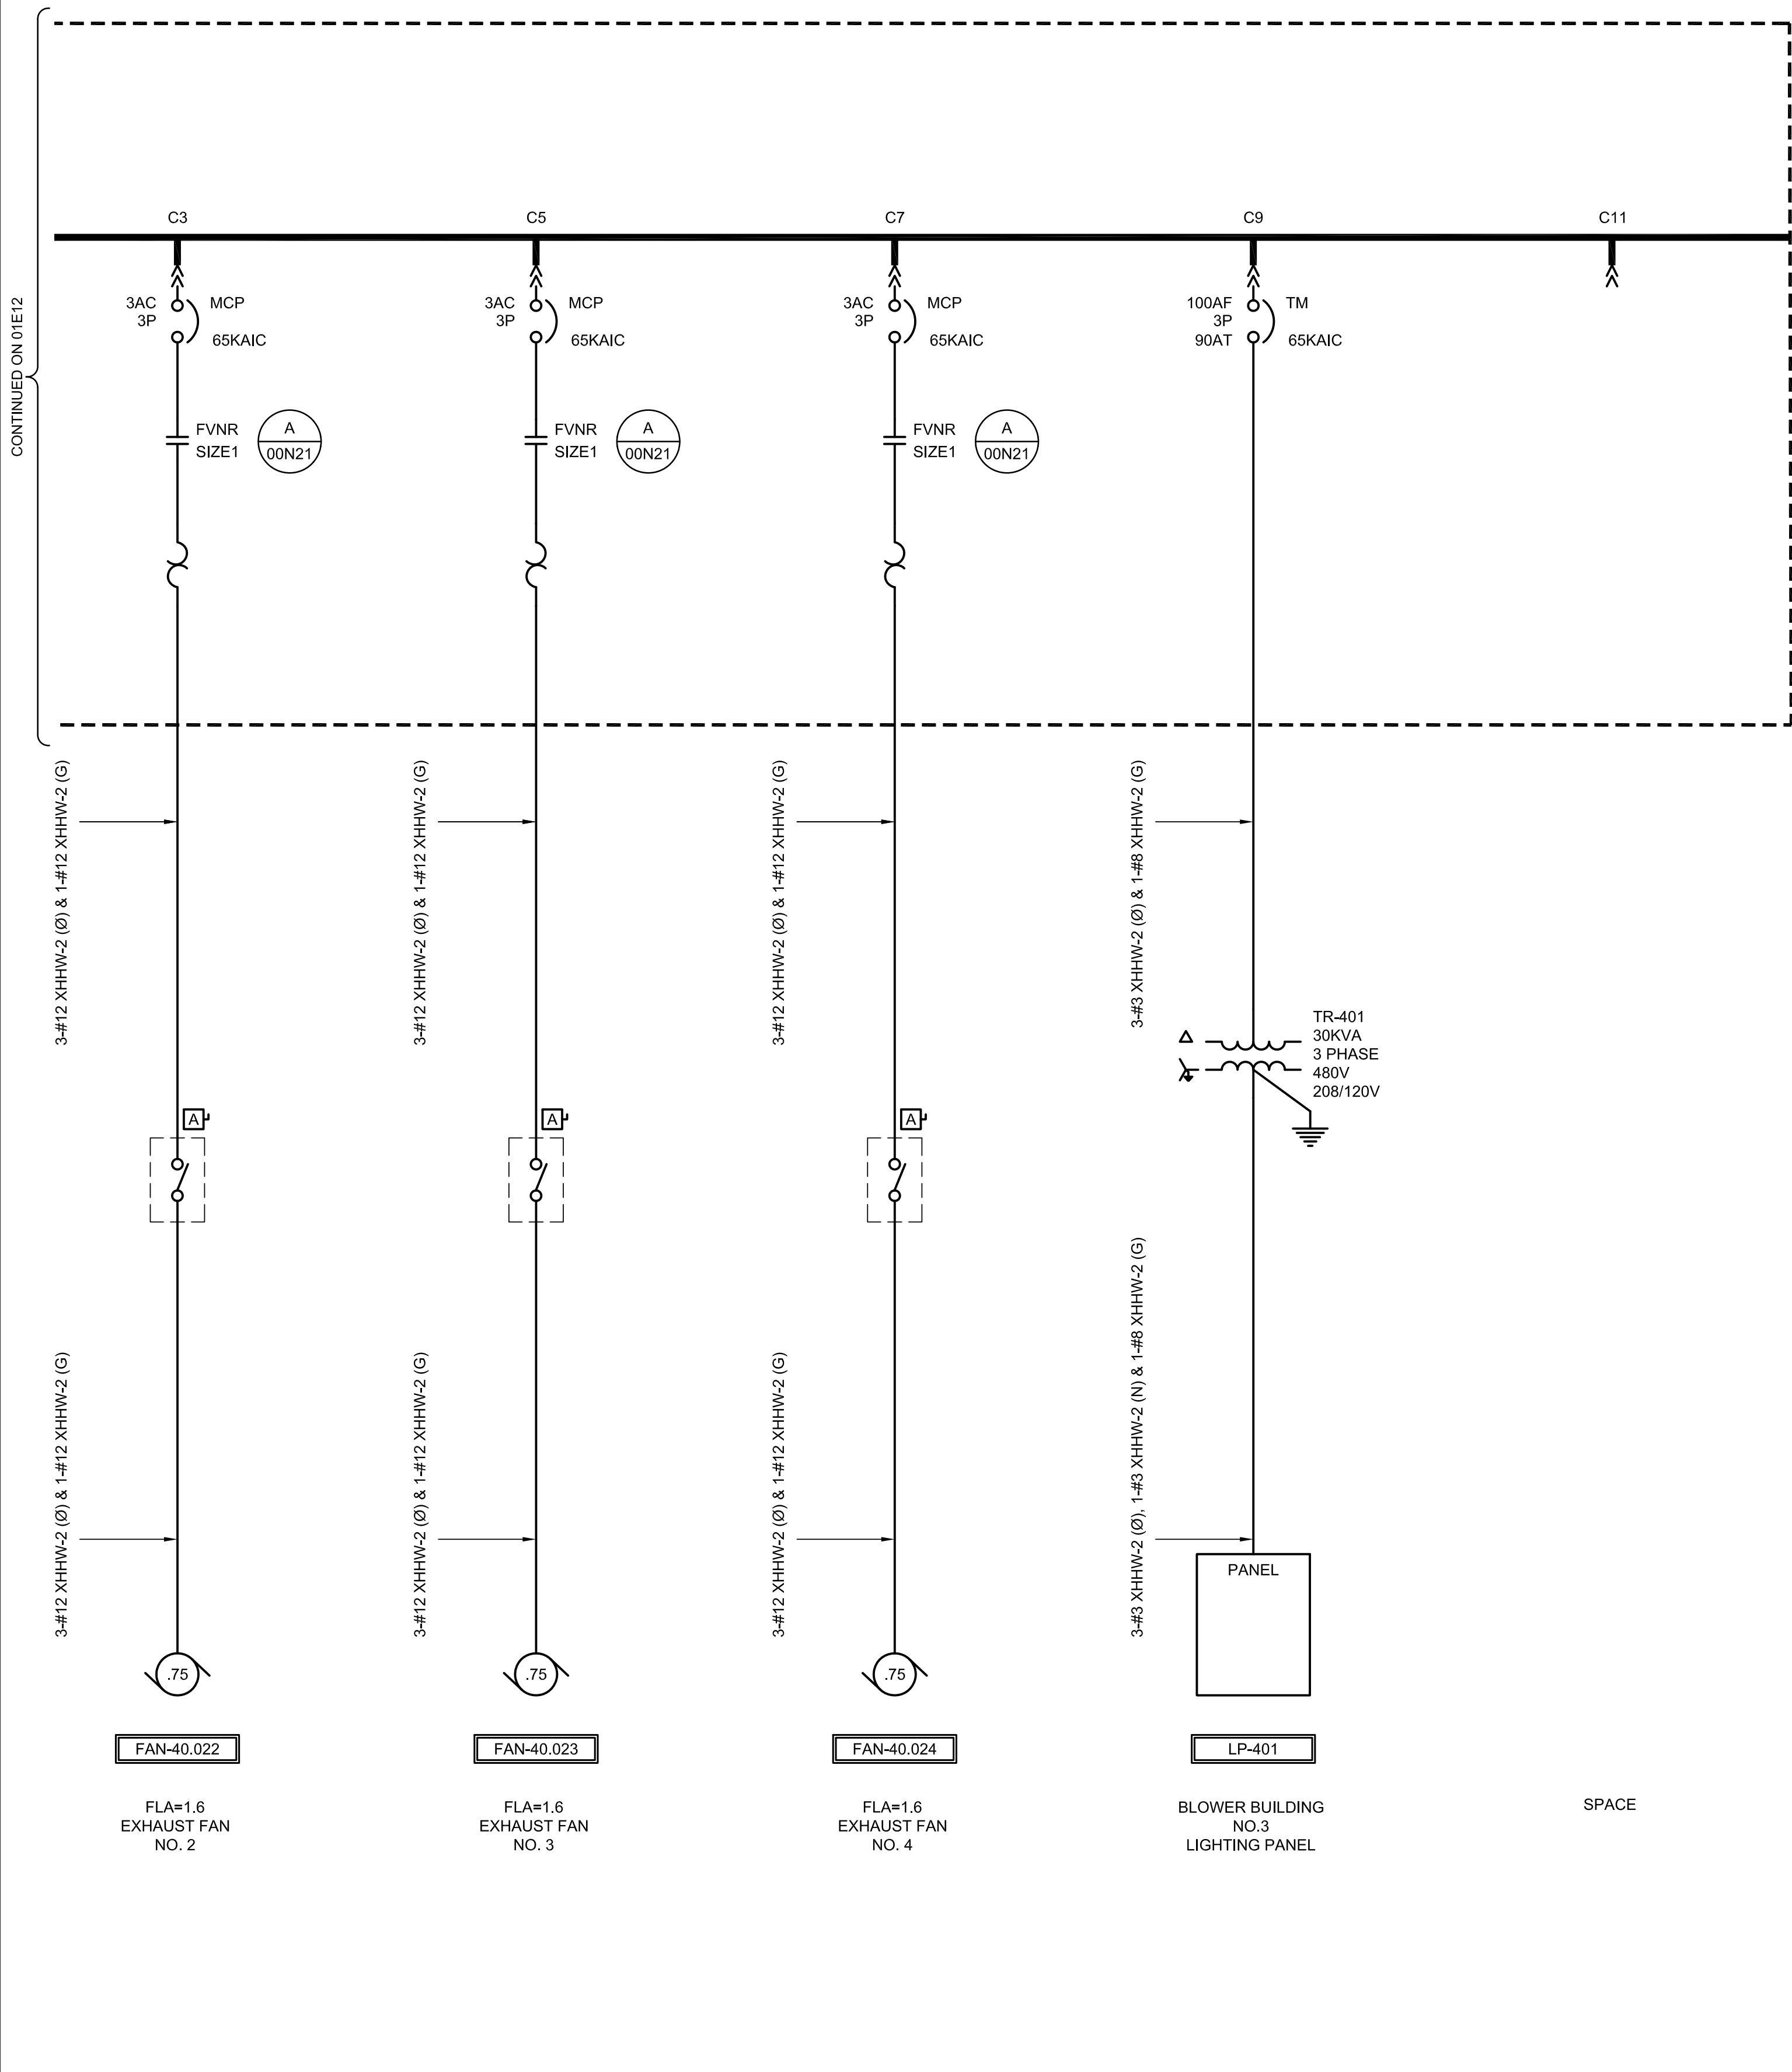 CONTINUED ON 01E12
C3
C5
C7
C9
C11
3AC
3P
MCP
65KAIC
3AC
3P
MCP
65KAIC
3AC
3P
MCP
65KAIC
100AF
3P
90AT
TM
65KAIC
FVNR
SIZE1
A
00N21
FVNR
SIZE1
A
00N21
FVNR
SIZE1
A
00N21
3-#12 XHHW-2 (Ø) & 1-#12 XHHW-2 (G)
3-#12 XHHW-2 (Ø) & 1-#12 XHHW-2 (G)
3-#12 XHHW-2 (Ø) & 1-#12 XHHW-2 (G)
3-#3 XHHW-2 (Ø) & 1-#8 XHHW-2 (G)
TR-401
30KVA
3 PHASE
480V
208/120V
A
A
A
3-#12 XHHW-2 (Ø) & 1-#12 XHHW-2 (G)
3-#12 XHHW-2 (Ø) & 1-#12 XHHW-2 (G)
3-#12 XHHW-2 (Ø) & 1-#12 XHHW-2 (G)
3-#3 XHHW-2 (Ø), 1-#3 XHHW-2 (N) & 1-#8 XHHW-2 (G)
PANEL
.75
.75
.75
FAN-40.022
FAN-40.023
FAN-40.024
LP-401
FLA=1.6
EXHAUST FAN
NO. 2
FLA=1.6
EXHAUST FAN
NO. 3
FLA=1.6
EXHAUST FAN
NO. 4
BLOWER BUILDING
NO.3
LIGHTING PANEL
SPACE